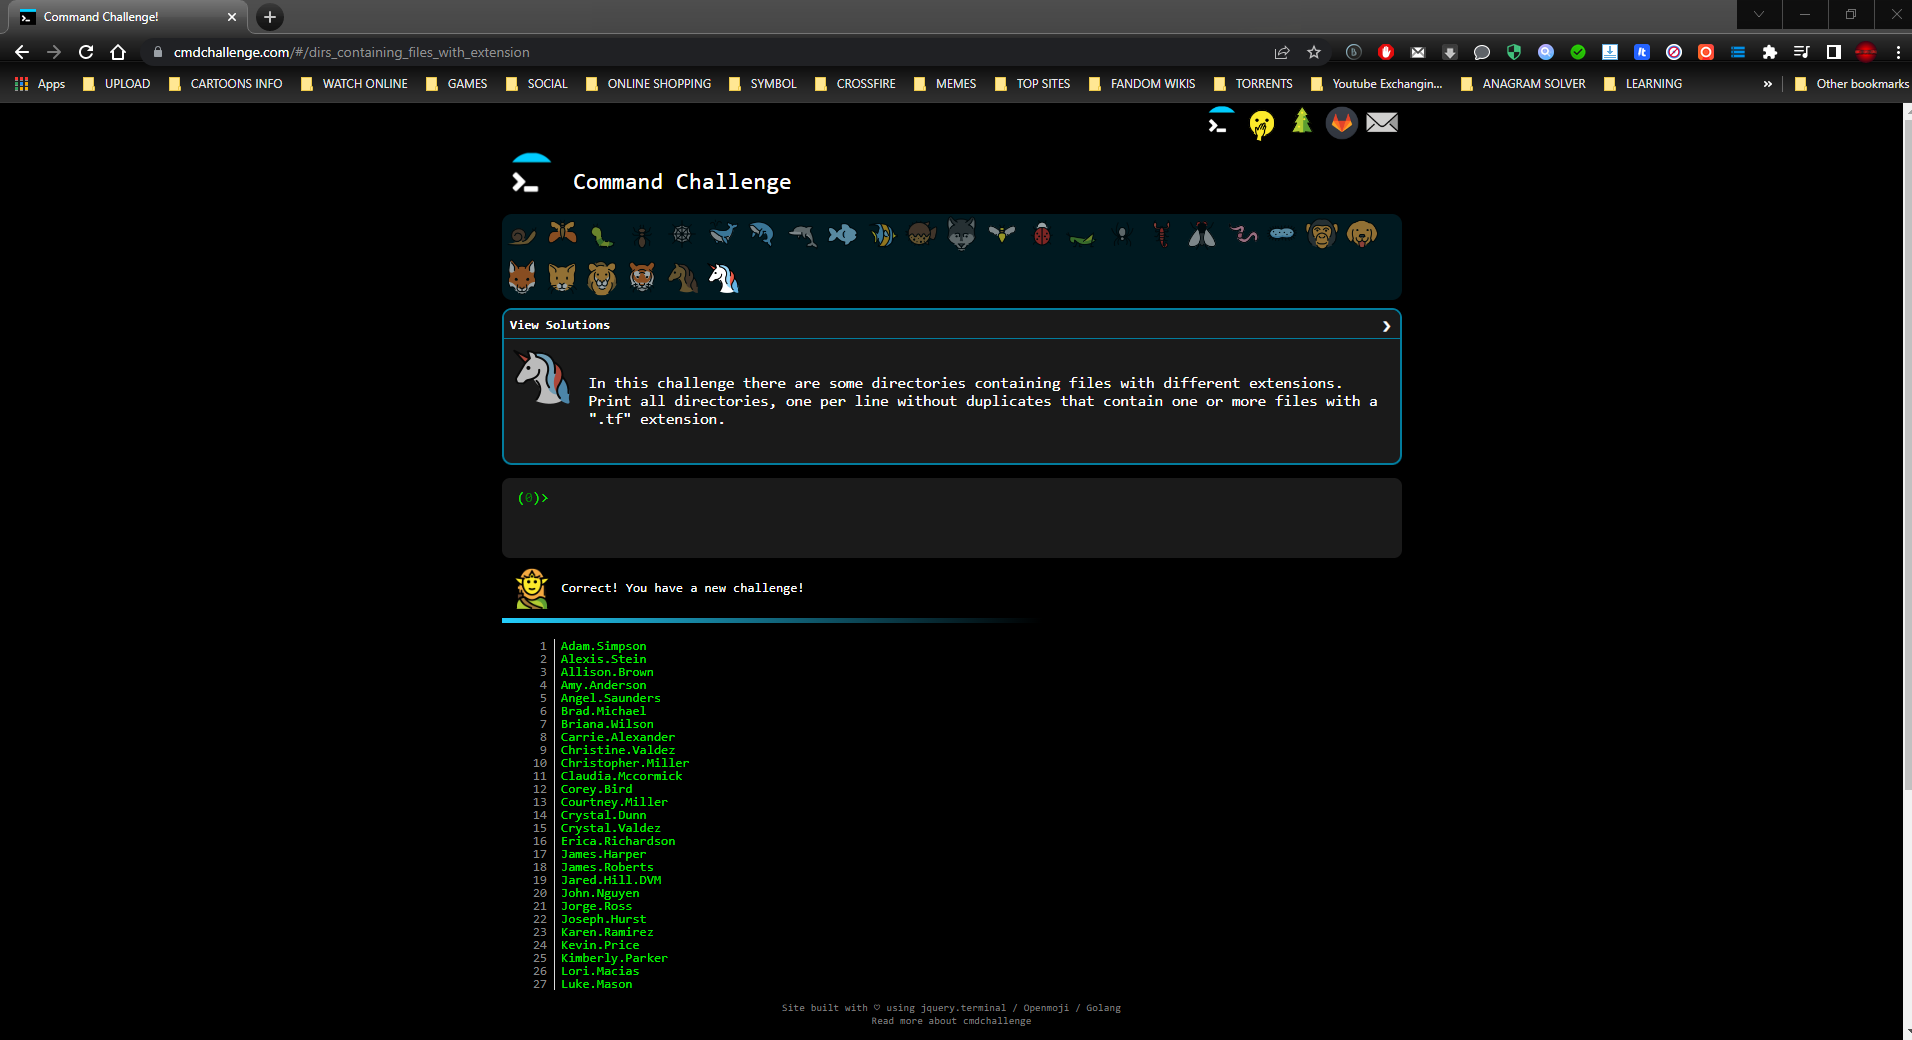 Command Challenge!
cmdchallenge.com/#/dirs_containing_files_with_extension
Apps UPLOAD CARTOONS INFO WATCH ONLINE GAMES SOCIAL ONLINE SHOPPING SYMBOL CROSSFIRE MEMES TOP SITES FANDOM WIKIS TORRENTS Youtube Exchangin... ANAGRAM SOLVER LEARNING » Other bookmarks
Command Challenge
View Solutions
In this challenge there are some directories containing files with different extensions.
Print all directories, one per line without duplicates that contain one or more files with a
".tf" extension.
(0)>
Correct! You have a new challenge!
1 Adam.Simpson
2 Alexis.Stein
3 Allison.Brown
4 Amy.Anderson
5 Angel.Saunders
6 Brad.Michael
7 Briana.Wilson
8 Carrie.Alexander
9 Christine.Valdez
10 Christopher.Miller
11 Claudia.Mccormick
12 Corey.Bird
13 Courtney.Miller
14 Crystal.Dunn
15 Crystal.Valdez
16 Erica.Richardson
17 James.Harper
18 James.Roberts
19 Jared.Hill.DVM
20 John.Nguyen
21 Jorge.Ross
22 Joseph.Hurst
23 Karen.Ramirez
24 Kevin.Price
25 Kimberly.Parker
26 Lori.Macias
27 Luke.Mason
Site built with ♡ using jquery.terminal / Openmoji / Golang
Read more about cmdchallenge